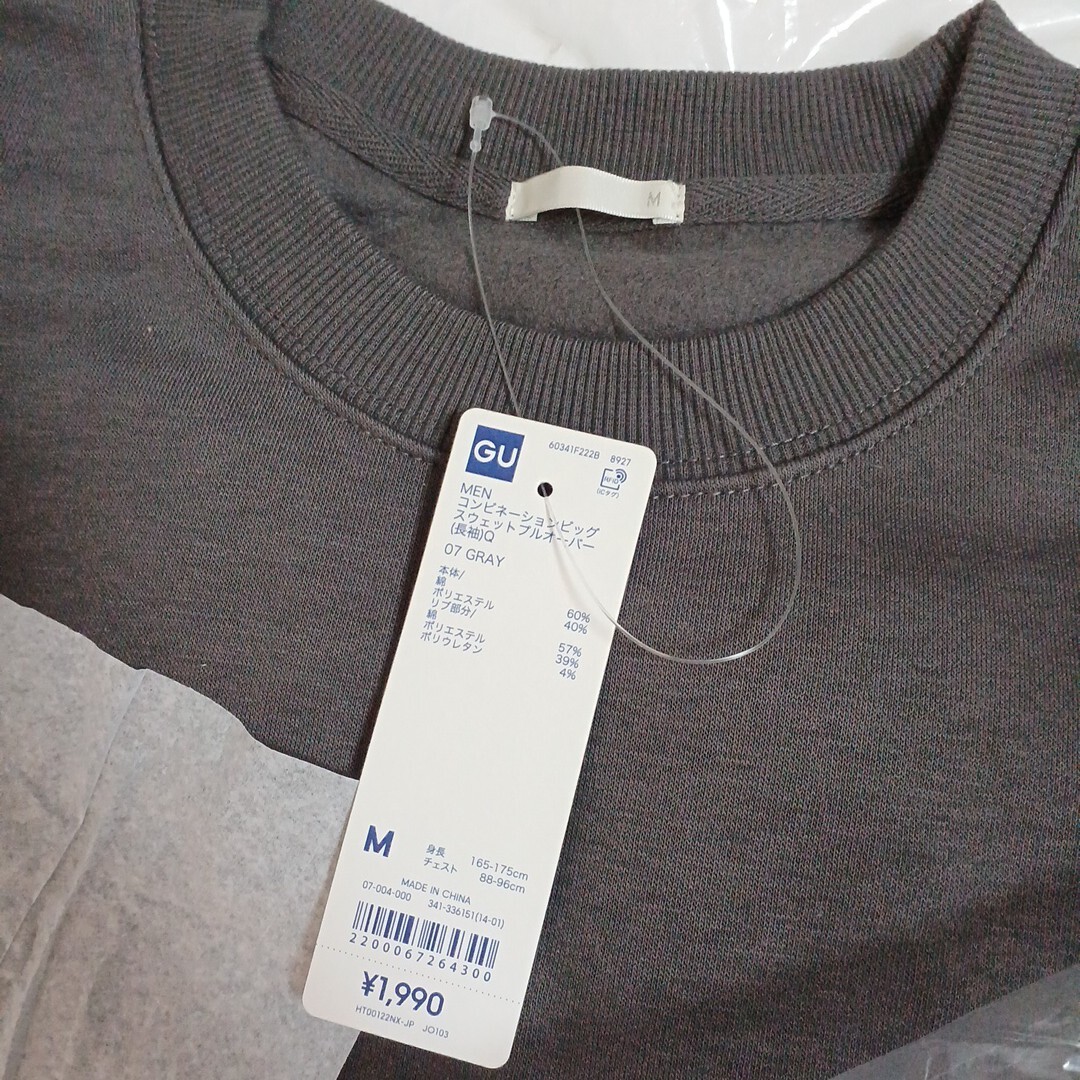 M
GU
60341F222B 8927
RFID
(ICタグ)
MEN
コンビネーションビッグ
スウェットプルオーバー
(長袖)Q
07 GRAY
本体/
綿 60%
ポリエステル 40%
リブ部分/
綿 57%
ポリエステル 39%
ポリウレタン 4%
M
身長 165-175cm
チェスト 88-96cm
MADE IN CHINA
07-004-000 341-336151(14-01)
2200067264300
¥1,990
HT00122NX-JP JO103